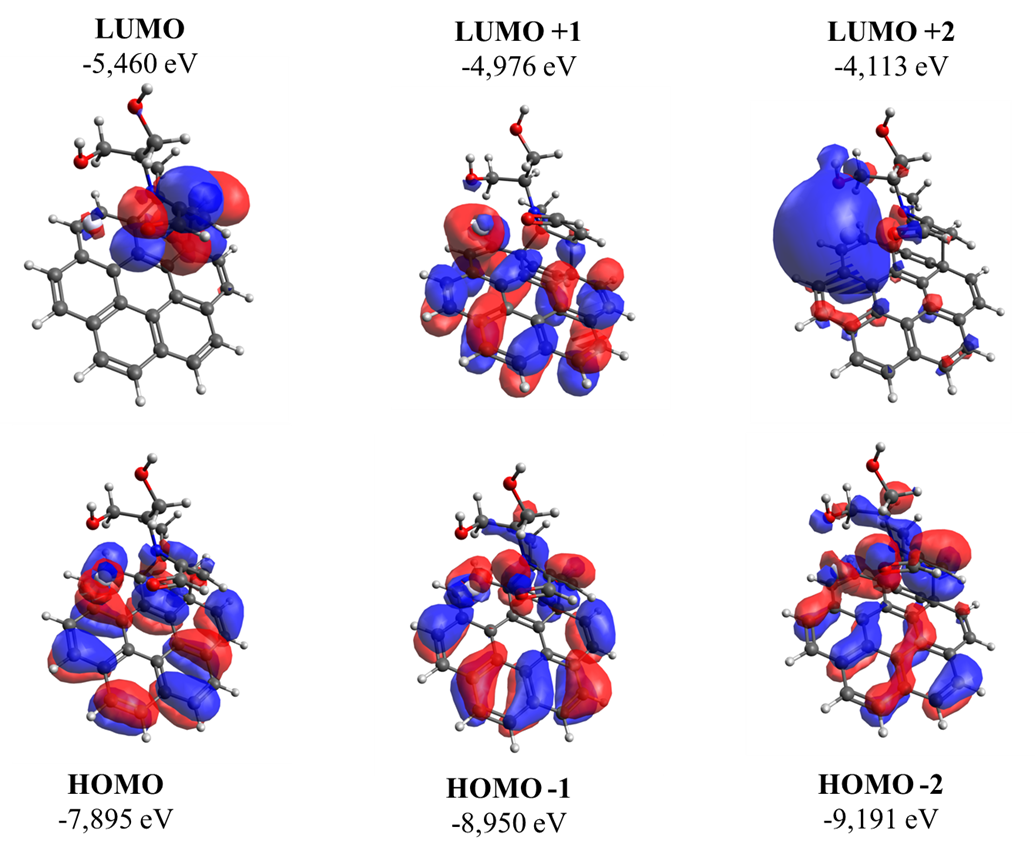 LUMO
-5,460 eV
LUMO +1
-4,976 eV
LUMO +2
-4,113 eV
HOMO
-7,895 eV
HOMO -1
-8,950 eV
HOMO -2
-9,191 eV